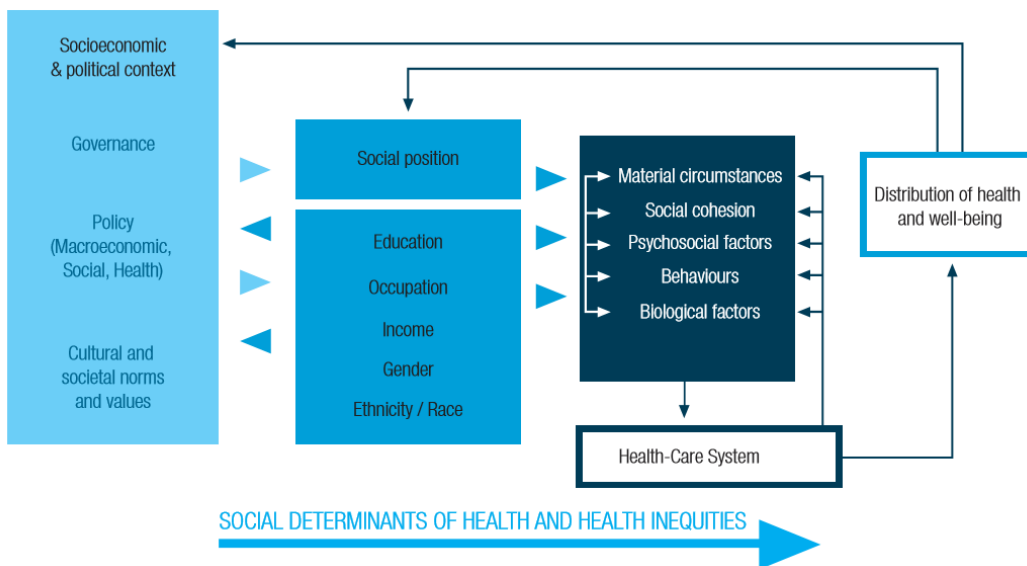 Socioeconomic
& political context
Governance
Policy
(Macroeconomic,
Social, Health)
Cultural and
societal norms
and values
Social position
Education
Occupation
Income
Gender
Ethnicity / Race
Material circumstances
Social cohesion
Psychosocial factors
Behaviours
Biological factors
Health-Care System
Distribution of health
and well-being
SOCIAL DETERMINANTS OF HEALTH AND HEALTH INEQUITIES